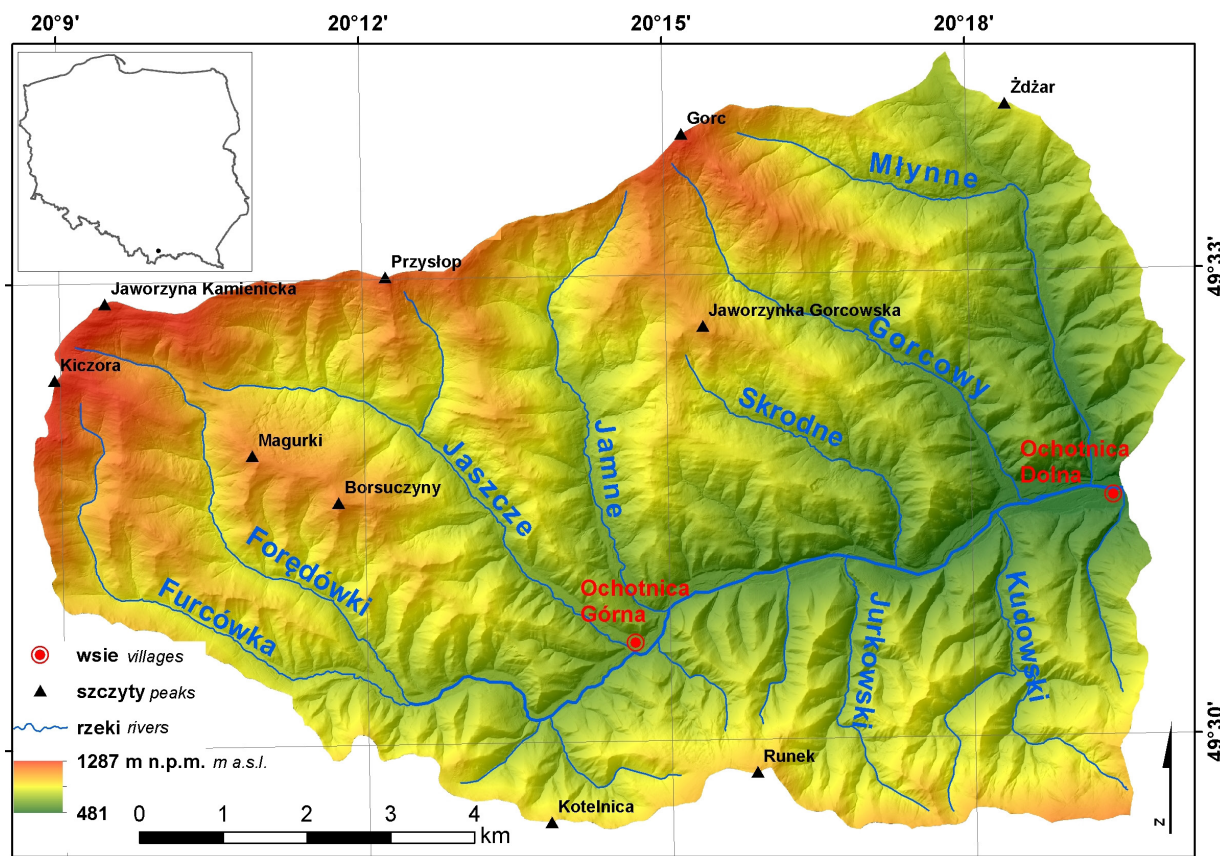 20°9'
20°12'
20°15'
20°18'
Żdżar
Gorc
Młynne
Przysłop
49°33'
Jaworzyna Kamienicka
Jaworzynka Gorcowska
Gorcowy
Kiczora
Skrodne
Magurki
Jamne
Jaszcze
Ochotnica
Dolna
Borsuczyny
Forędówki
Furcówka
Ochotnica
Górna
Jurkowski
Kudowski
wsie villages
szczyty peaks
rzeki rivers
49°30'
1287 m n.p.m. m a.s.l.
481
Runek
Kotelnica
0 1 2 3 4
km
z